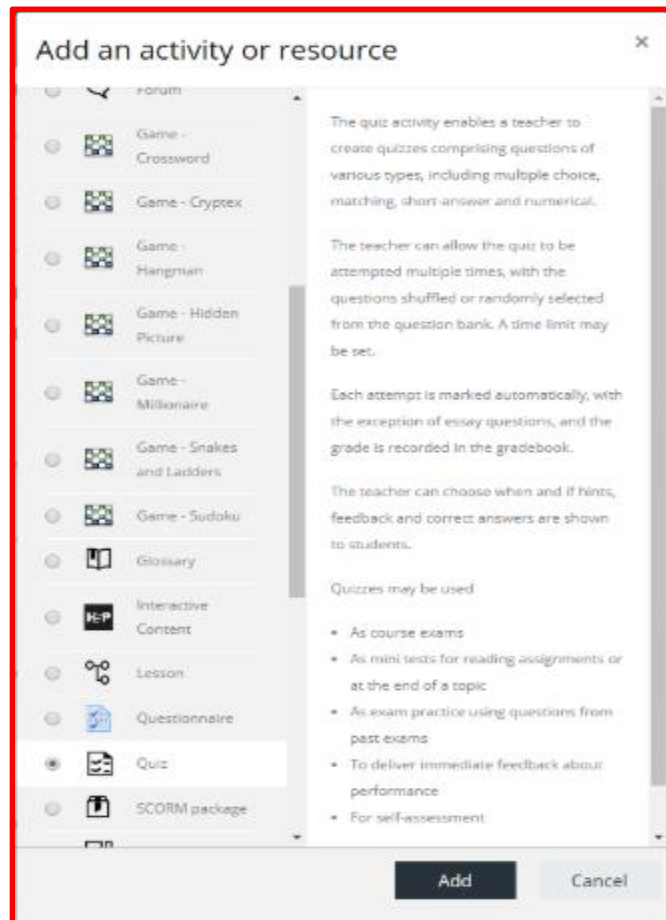 Add an activity or resource
×
Forum
Game -
Crossword
Game - Cryptex
Game -
Hangman
Game - Hidden
Picture
Game -
Millionaire
Game - Snakes
and Ladders
Game - Sudoku
Glossary
H5P
Interactive
Content
Lesson
Questionnaire
Quiz
SCORM package
The quiz activity enables a teacher to
create quizzes comprising questions of
various types, including multiple choice,
matching, short-answer and numerical.
The teacher can allow the quiz to be
attempted multiple times, with the
questions shuffled or randomly selected
from the question bank. A time limit may
be set.
Each attempt is marked automatically, with
the exception of essay questions, and the
grade is recorded in the gradebook.
The teacher can choose when and if hints,
feedback and correct answers are shown
to students.
Quizzes may be used
• As course exams
• As mini tests for reading assignments or
at the end of a topic
• As exam practice using questions from
past exams
• To deliver immediate feedback about
performance
• For self-assessment
Add
Cancel